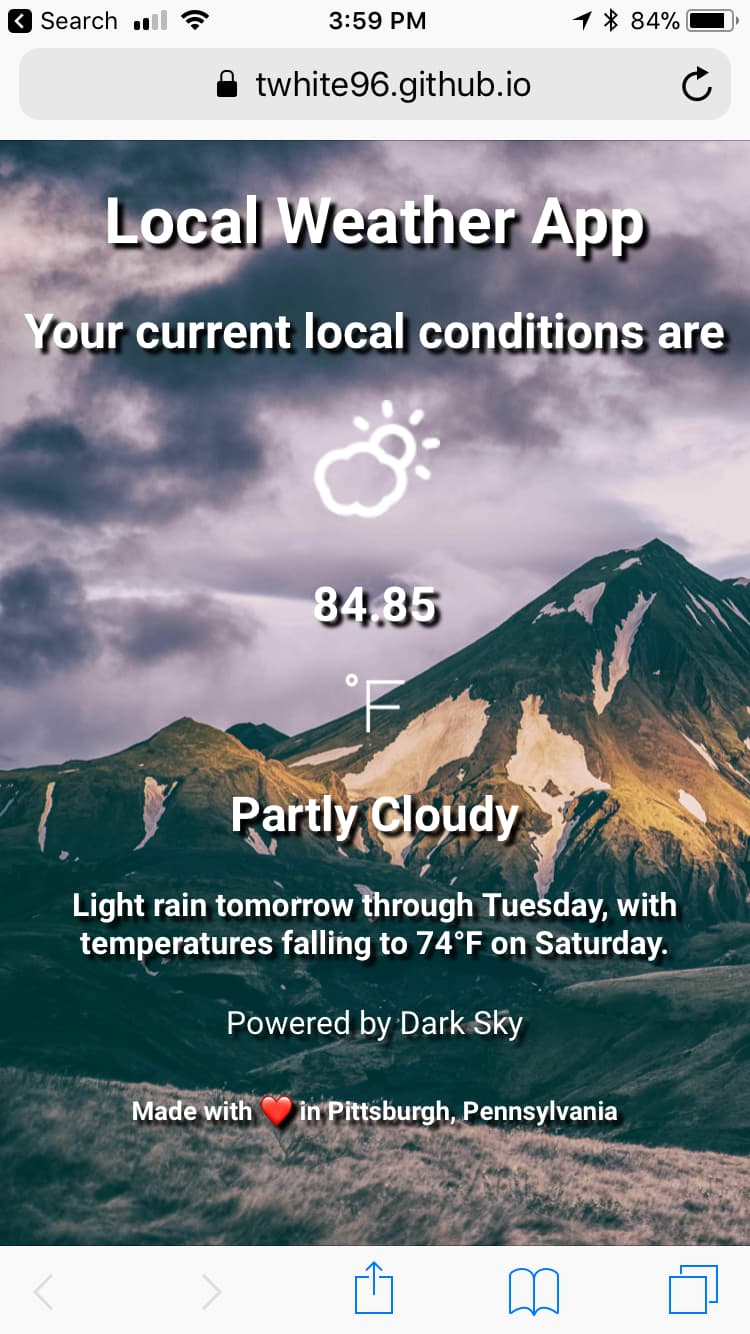 Search 3:59 PM 84%
twhite96.github.io
Local Weather App
Your current local conditions are
84.85
°F
Partly Cloudy
Light rain tomorrow through Tuesday, with
temperatures falling to 74°F on Saturday.
Powered by Dark Sky
Made with ❤️ in Pittsburgh, Pennsylvania